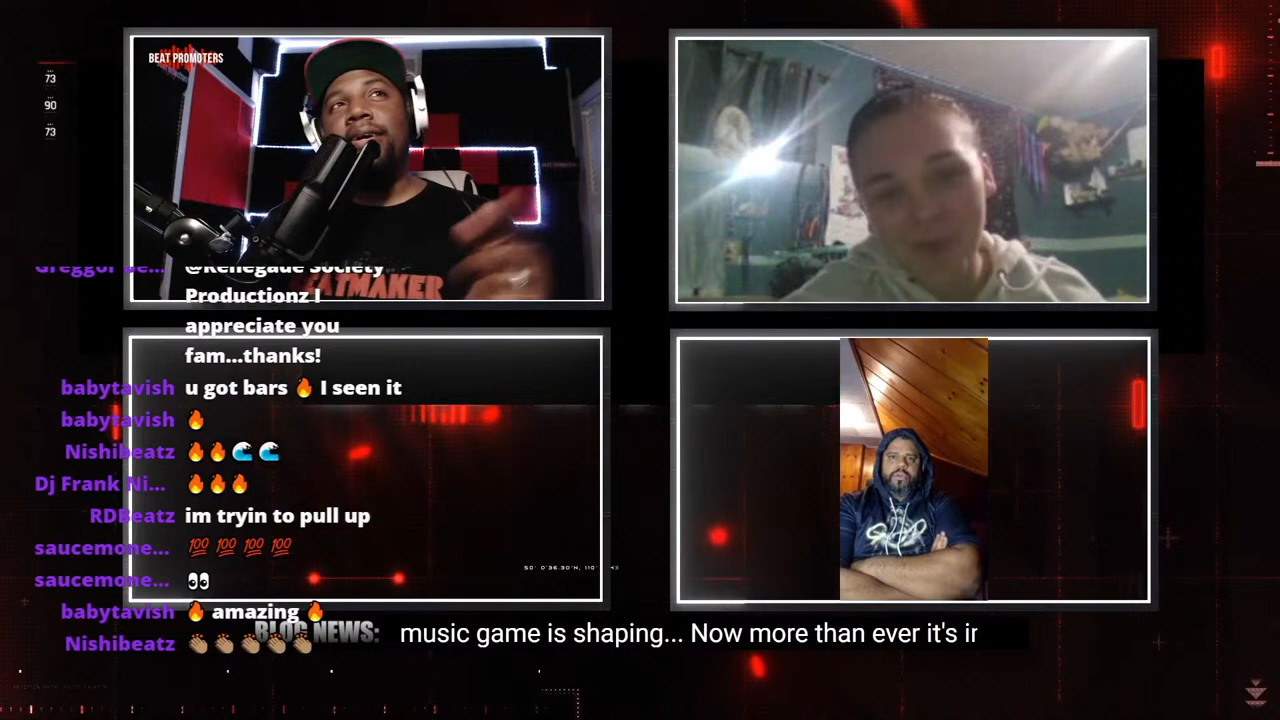 BEAT PROMOTERS
73
90
73
@Renegade Society
Productionz I
appreciate you
fam...thanks!
babytavish u got bars 🔥 I seen it
babytavish 🔥
Nishibeatz 🔥🔥🌊🌊
Dj Frank Ni... 🔥🔥🔥
RDBeatz im tryin to pull up
saucemone... 💯💯💯💯
saucemone... 👀
babytavish 🔥 amazing 🔥
Nishibeatz 👏🏽👏🏽👏🏽👏🏽👏🏽
BLOG NEWS: music game is shaping... Now more than ever it's